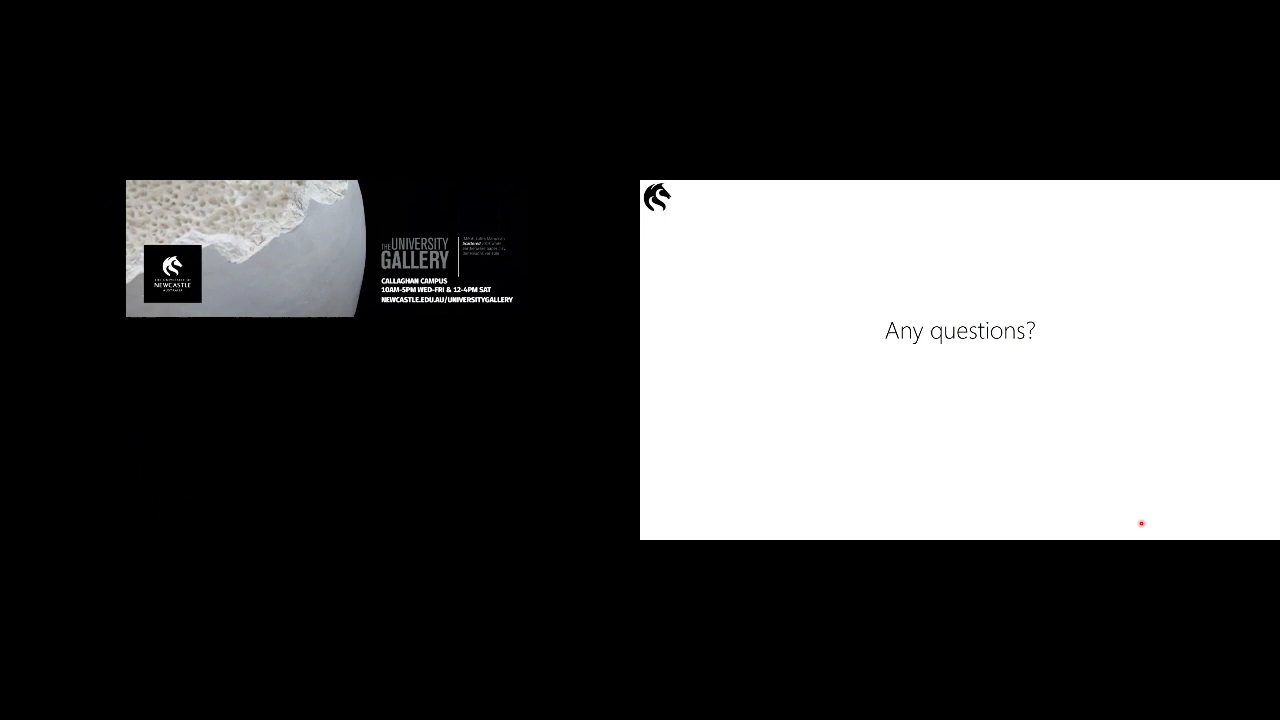 THE UNIVERSITY OF
NEWCASTLE
AUSTRALIA
THE UNIVERSITY
GALLERY
CALLAGHAN CAMPUS
10AM-5PM WED-FRI & 12-4PM SAT
NEWCASTLE.EDU.AU/UNIVERSITYGALLERY
Any questions?